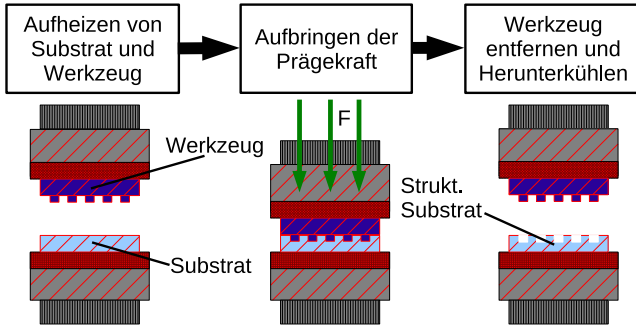 Aufheizen von
Substrat und
Werkzeug
Aufbringen der
Prägekraft
Werkzeug
entfernen und
Herunterkühlen
F
Werkzeug
Strukt.
Substrat
Substrat